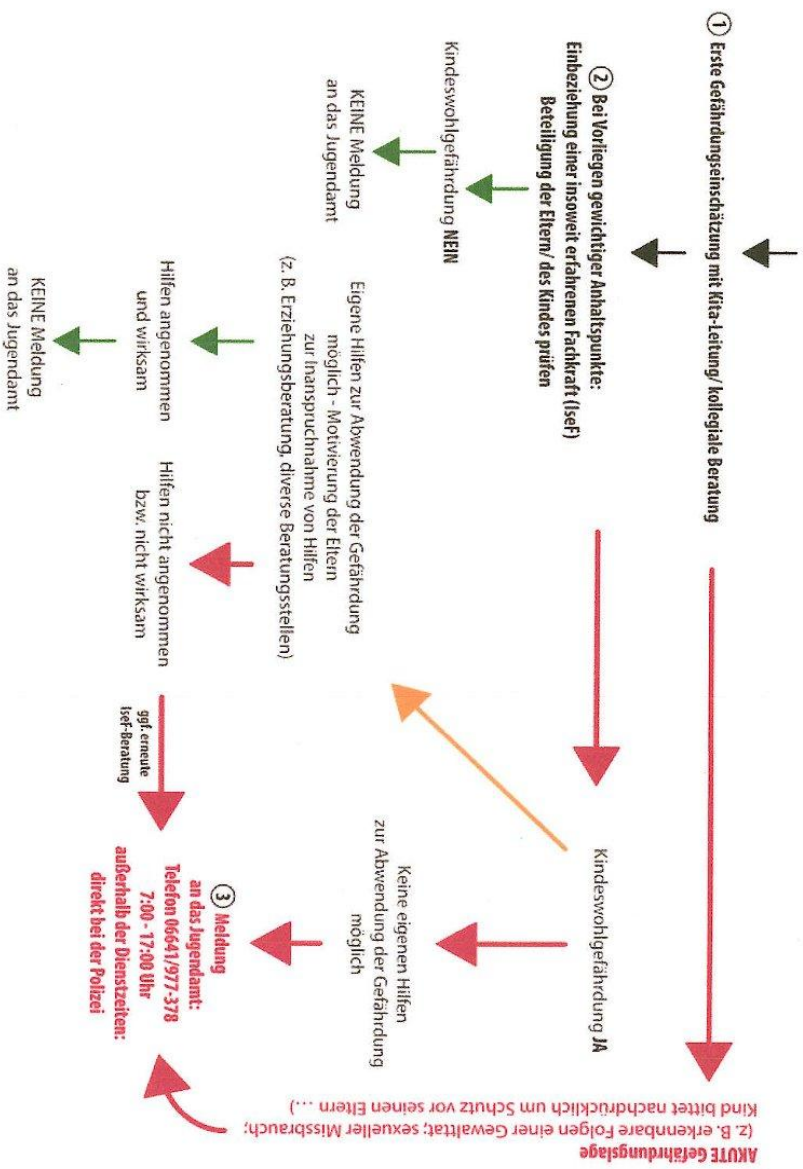 ① Erste Gefährdungseinschätzung mit Kita-Leitung/ kollegiale Beratung
② Bei Vorliegen gewichtiger Anhaltspunkte:
Einbeziehung einer insoweit erfahrenen Fachkraft (IseF)
Beteiligung der Eltern/ des Kindes prüfen
Kindeswohlgefährdung NEIN
KEINE Meldung
an das Jugendamt
Kindeswohlgefährdung JA
Eigene Hilfen zur Abwendung der Gefährdung
möglich - Motivierung der Eltern
zur Inanspruchnahme von Hilfen
(z. B. Erziehungsberatung, diverse Beratungsstellen)
Keine eigenen Hilfen
zur Abwendung der Gefährdung
möglich
Hilfen angenommen
und wirksam
Hilfen nicht angenommen
bzw. nicht wirksam
ggf. erneute
IseF-Beratung
KEINE Meldung
an das Jugendamt
③ Meldung
an das Jugendamt:
Telefon 06641/977-378
7:00 - 17:00 Uhr
außerhalb der Dienstzeiten:
direkt bei der Polizei
AKUTE Gefährdungslage
(z. B. erkennbare Folgen einer Gewalttat; sexueller Missbrauch;
Kind bittet nachdrücklich um Schutz vor seinen Eltern …)